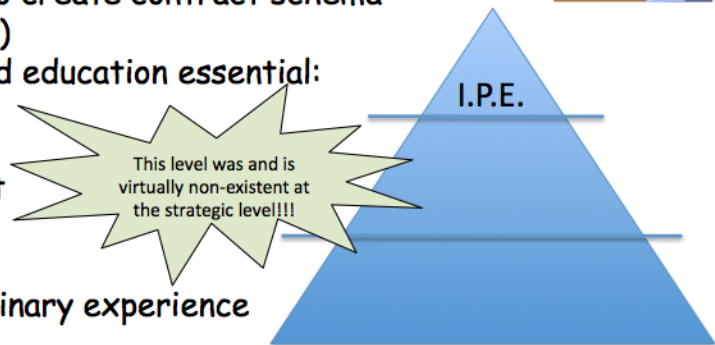 create contract schema
)
d education essential:
I.P.E.
This level was and is
virtually non-existent at
the strategic level!!!
t
inary experience